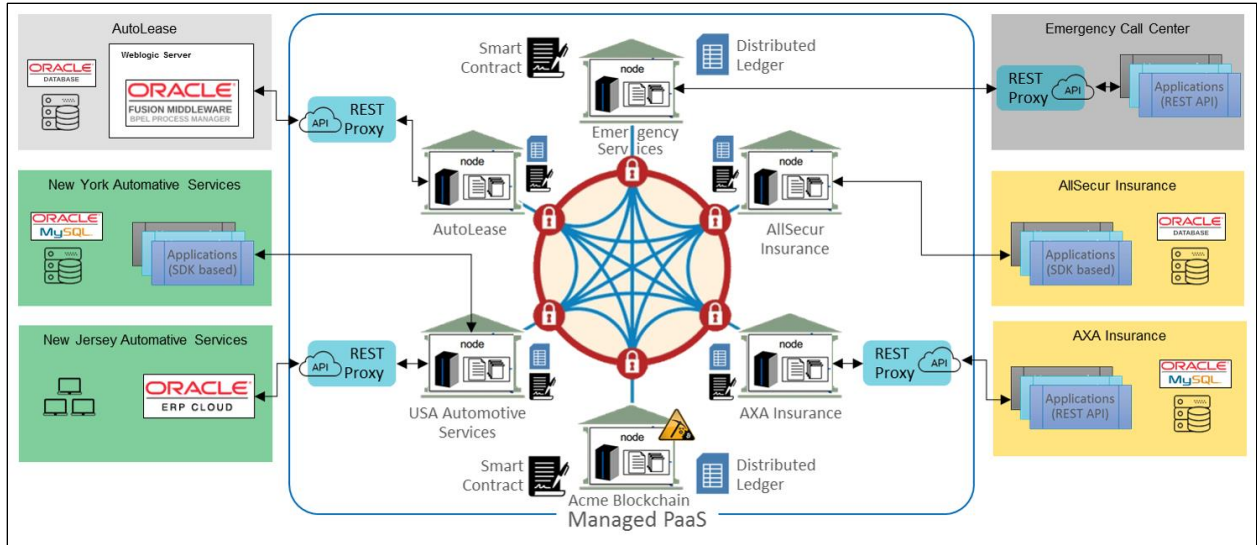 AutoLease
Weblogic Server
ORACLE
DATABASE
ORACLE
FUSION MIDDLEWARE
BPEL PROCESS MANAGER
New York Automative Services
ORACLE
MySQL
Applications
(SDK based)
New Jersey Automative Services
ORACLE
ERP CLOUD
REST
API
Proxy
Smart
Contract
node
Distributed
Ledger
Emergency
Services
node
AutoLease
node
AllSecur
Insurance
REST
API
Proxy
node
USA Automotive
Services
node
AXA Insurance
REST
Proxy
API
Smart
Contract
node
Distributed
Ledger
Acme Blockchain
Managed PaaS
Emergency Call Center
REST
Proxy
API
Applications
(REST API)
AllSecur Insurance
ORACLE
DATABASE
Applications
(SDK based)
AXA Insurance
ORACLE
MySQL
Applications
(REST API)